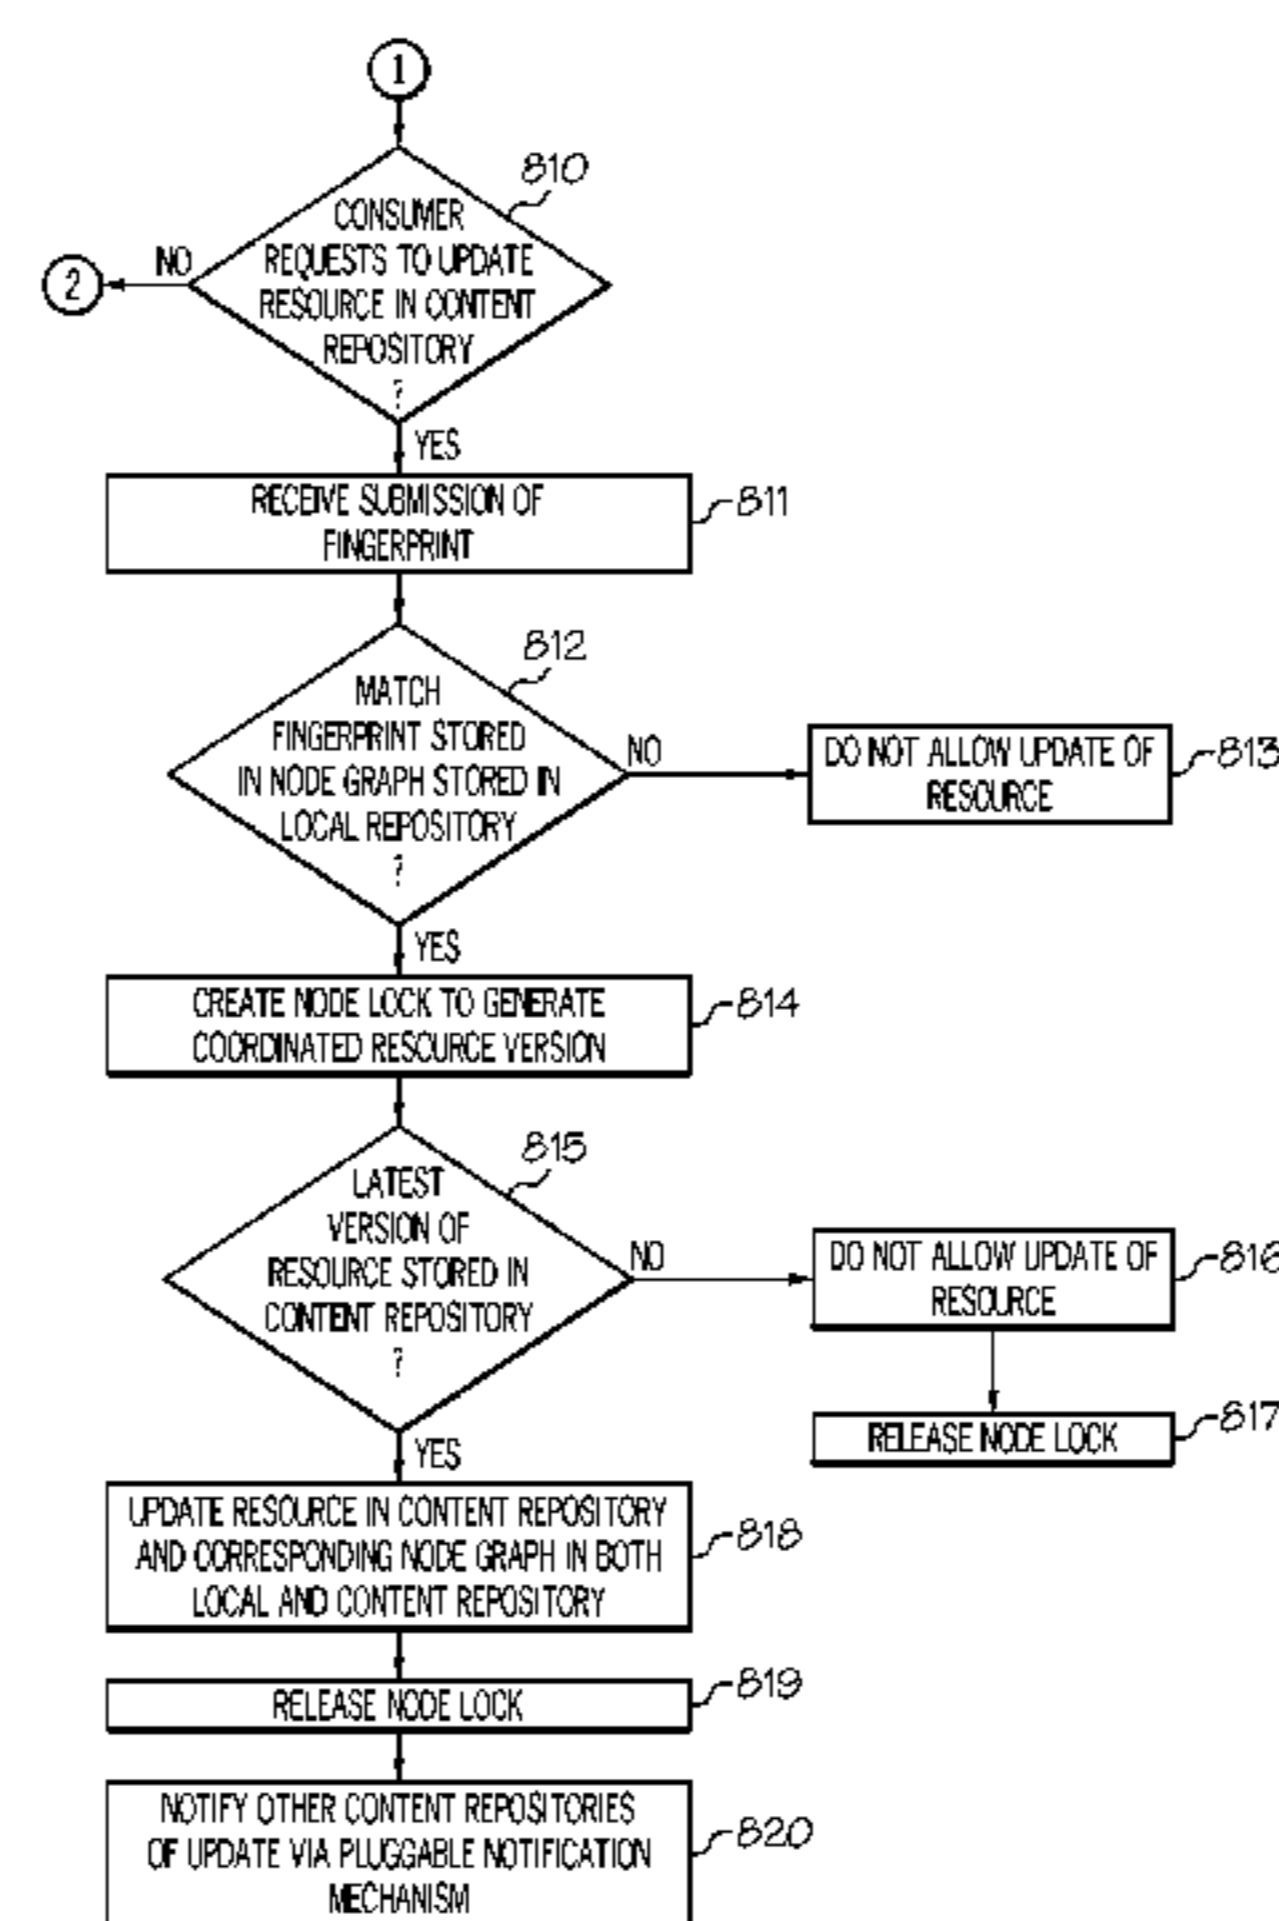 1
810
CONSUMER
REQUESTS TO UPDATE
RESOURCE IN CONTENT
REPOSITORY
?
NO
2
YES
RECEIVE SUBMISSION OF
FINGERPRINT
811
812
MATCH
FINGERPRINT STORED
IN NODE GRAPH STORED IN
LOCAL REPOSITORY
?
NO
DO NOT ALLOW UPDATE OF
RESOURCE
813
YES
CREATE NODE LOCK TO GENERATE
COORDINATED RESOURCE VERSION
814
815
LATEST
VERSION OF
RESOURCE STORED IN
CONTENT REPOSITORY
?
NO
DO NOT ALLOW UPDATE OF
RESOURCE
816
RELEASE NODE LOCK
817
YES
UPDATE RESOURCE IN CONTENT REPOSITORY
AND CORRESPONDING NODE GRAPH IN BOTH
LOCAL AND CONTENT REPOSITORY
818
RELEASE NODE LOCK
819
NOTIFY OTHER CONTENT REPOSITORIES
OF UPDATE VIA PLUGGABLE NOTIFICATION
MECHANISM
820